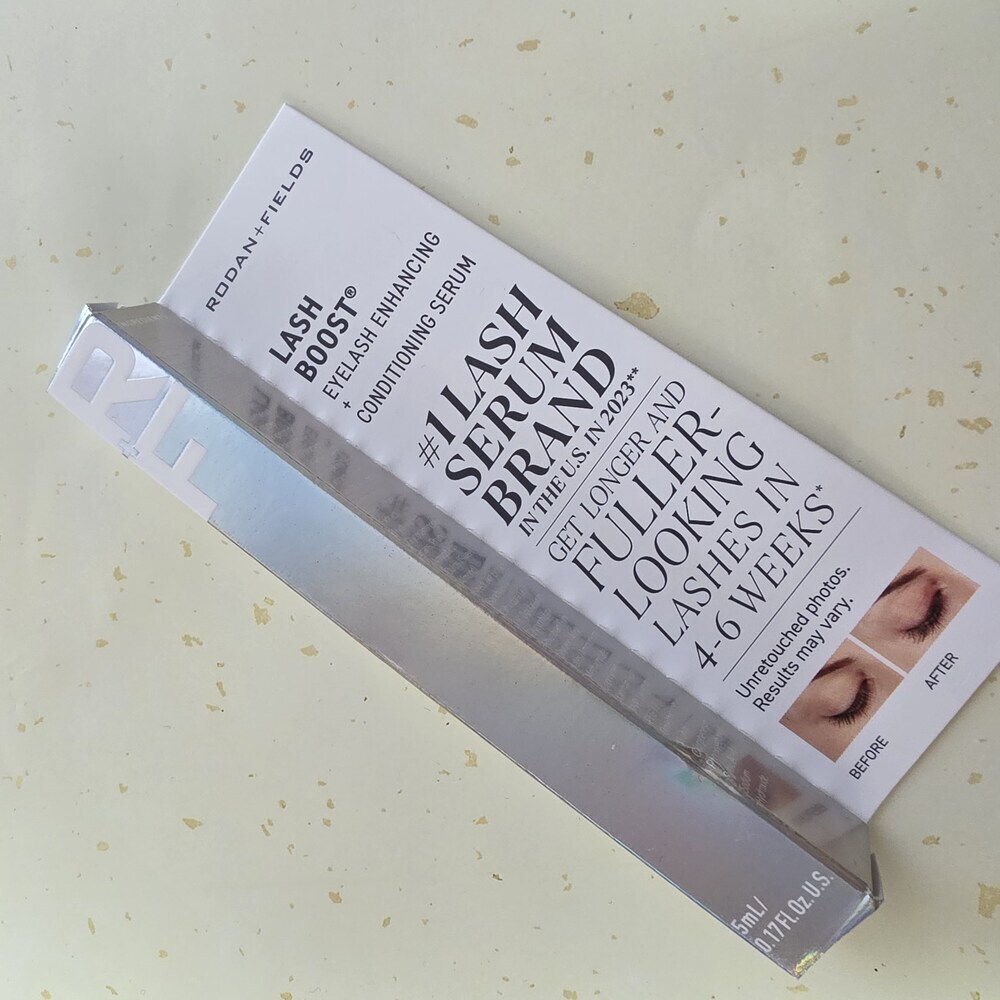 RODAN+FIELDS
LASH
BOOST®
+ EYELASH ENHANCING
CONDITIONING SERUM
#1 LASH
SERUM
BRAND
IN THE U.S. IN 2023**
GET LONGER AND
FULLER-
LOOKING
LASHES IN
4-6 WEEKS*
Unretouched photos.
Results may vary.
BEFORE
AFTER
R+F
5mL/
0.17Fl.Oz.U.S.